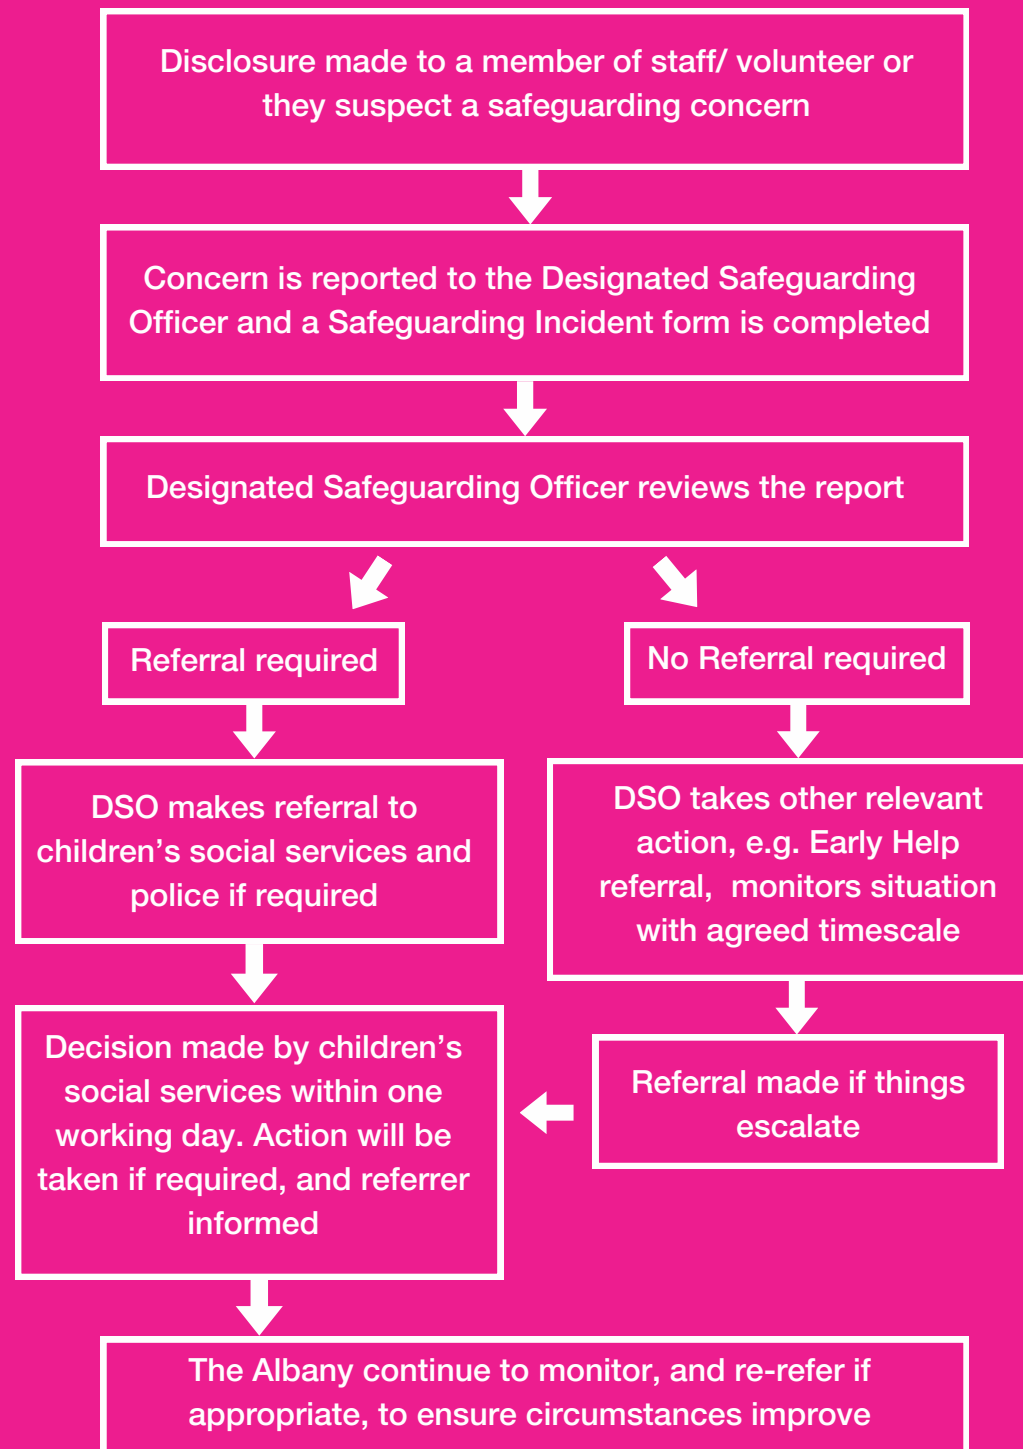 Disclosure made to a member of staff/ volunteer or
they suspect a safeguarding concern
Concern is reported to the Designated Safeguarding
Officer and a Safeguarding Incident form is completed
Designated Safeguarding Officer reviews the report
Referral required
No Referral required
DSO makes referral to
children’s social services and
police if required
DSO takes other relevant
action, e.g. Early Help
referral,  monitors situation
with agreed timescale
Decision made by children’s
social services within one
working day. Action will be
taken if required, and referrer
informed
Referral made if things
escalate
The Albany continue to monitor, and re-refer if
appropriate, to ensure circumstances improve